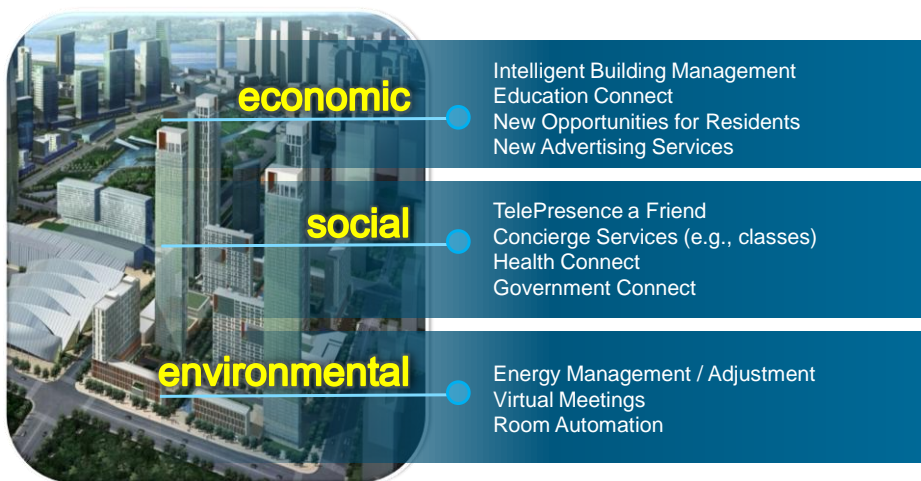 economic
Intelligent Building Management
Education Connect
New Opportunities for Residents
New Advertising Services
social
TelePresence a Friend
Concierge Services (e.g., classes)
Health Connect
Government Connect
environmental
Energy Management / Adjustment
Virtual Meetings
Room Automation